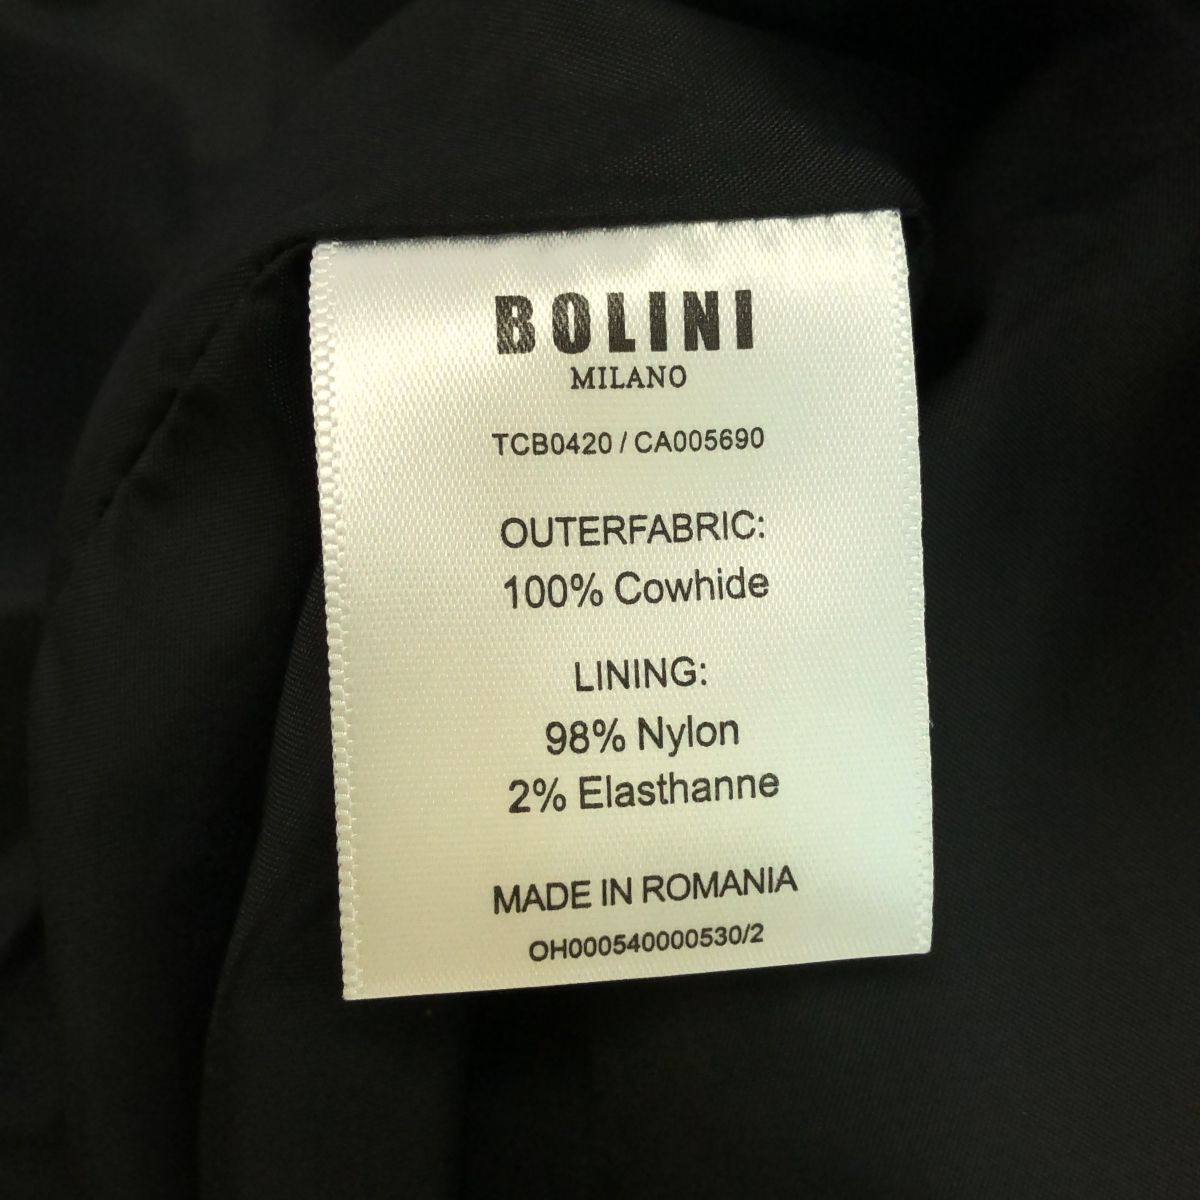 BOLINI
MILANO
TCB0420 / CA005690
OUTERFABRIC:
100% Cowhide
LINING:
98% Nylon
2% Elasthanne
MADE IN ROMANIA
OH000540000530/2